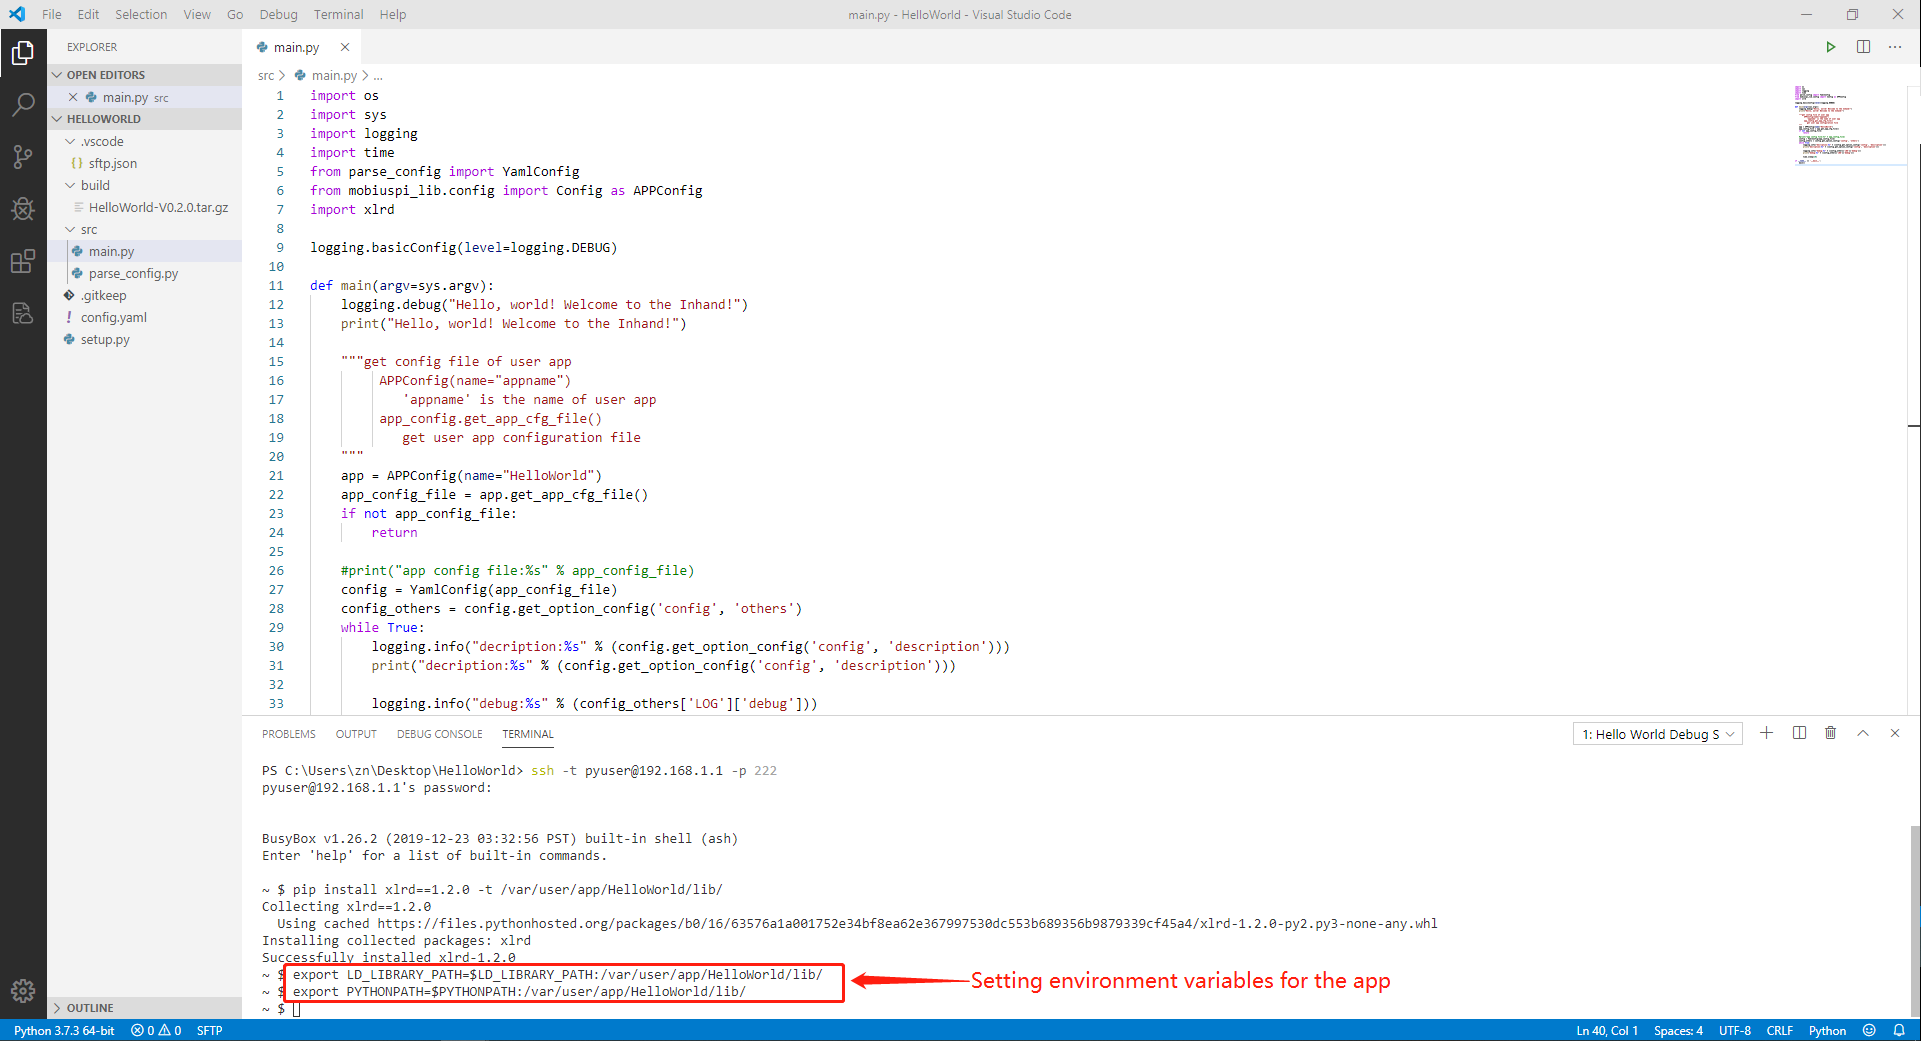 File Edit Selection View Go Debug Terminal Help
main.py - HelloWorld - Visual Studio Code
EXPLORER
OPEN EDITORS
main.py src
HELLOWORLD
.vscode
{} sftp.json
build
HelloWorld-V0.2.0.tar.gz
src
main.py
parse_config.py
.gitkeep
! config.yaml
setup.py
OUTLINE
main.py
src > main.py > ...
1 import os
2 import sys
3 import logging
4 import time
5 from parse_config import YamlConfig
6 from mobiuspi_lib.config import Config as APPConfig
7 import xlrd
8
9 logging.basicConfig(level=logging.DEBUG)
10
11 def main(argv=sys.argv):
12 logging.debug("Hello, world! Welcome to the Inhand!")
13 print("Hello, world! Welcome to the Inhand!")
14
15 """get config file of user app
16 APPConfig(name="appname")
17 'appname' is the name of user app
18 app_config.get_app_cfg_file()
19 get user app configuration file
20 """
21 app = APPConfig(name="HelloWorld")
22 app_config_file = app.get_app_cfg_file()
23 if not app_config_file:
24 return
25
26 #print("app config file:%s" % app_config_file)
27 config = YamlConfig(app_config_file)
28 config_others = config.get_option_config('config', 'others')
29 while True:
30 logging.info("decription:%s" % (config.get_option_config('config', 'description')))
31 print("decription:%s" % (config.get_option_config('config', 'description')))
32
33 logging.info("debug:%s" % (config_others['LOG']['debug']))
PROBLEMS OUTPUT DEBUG CONSOLE TERMINAL
1: Hello World Debug S
PS C:\Users\zn\Desktop\HelloWorld> ssh -t pyuser@192.168.1.1 -p 222
pyuser@192.168.1.1's password:
BusyBox v1.26.2 (2019-12-23 03:32:56 PST) built-in shell (ash)
Enter 'help' for a list of built-in commands.
~ $ pip install xlrd==1.2.0 -t /var/user/app/HelloWorld/lib/
Collecting xlrd==1.2.0
Using cached https://files.pythonhosted.org/packages/b0/16/63576a1a001752e34bf8ea62e367997530dc553b689356b9879339cf45a4/xlrd-1.2.0-py2.py3-none-any.whl
Installing collected packages: xlrd
Successfully installed xlrd-1.2.0
~ $ export LD_LIBRARY_PATH=$LD_LIBRARY_PATH:/var/user/app/HelloWorld/lib/
~ $ export PYTHONPATH=$PYTHONPATH:/var/user/app/HelloWorld/lib/
~ $
Setting environment variables for the app
Python 3.7.3 64-bit 0 0 SFTP
Ln 40, Col 1 Spaces: 4 UTF-8 CRLF Python